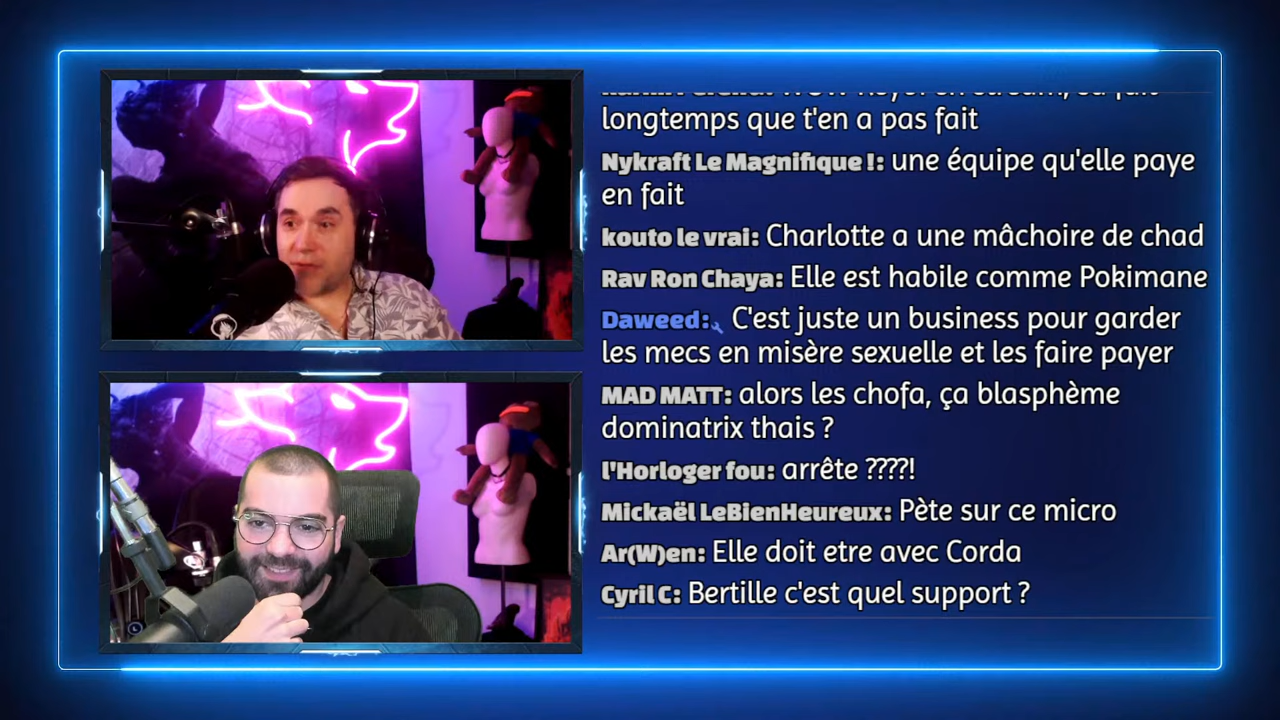 longtemps que t'en a pas fait
Nykraft Le Magnifique !: une équipe qu'elle paye
en fait
kouto le vrai: Charlotte a une mâchoire de chad
Rav Ron Chaya: Elle est habile comme Pokimane
Daweed: C'est juste un business pour garder
les mecs en misère sexuelle et les faire payer
MAD MATT: alors les chofa, ça blasphème
dominatrix thais ?
l'Horloger fou: arrête ????!
Mickaël LeBienHeureux: Pète sur ce micro
Ar(W)en: Elle doit etre avec Corda
Cyril C: Bertille c'est quel support ?